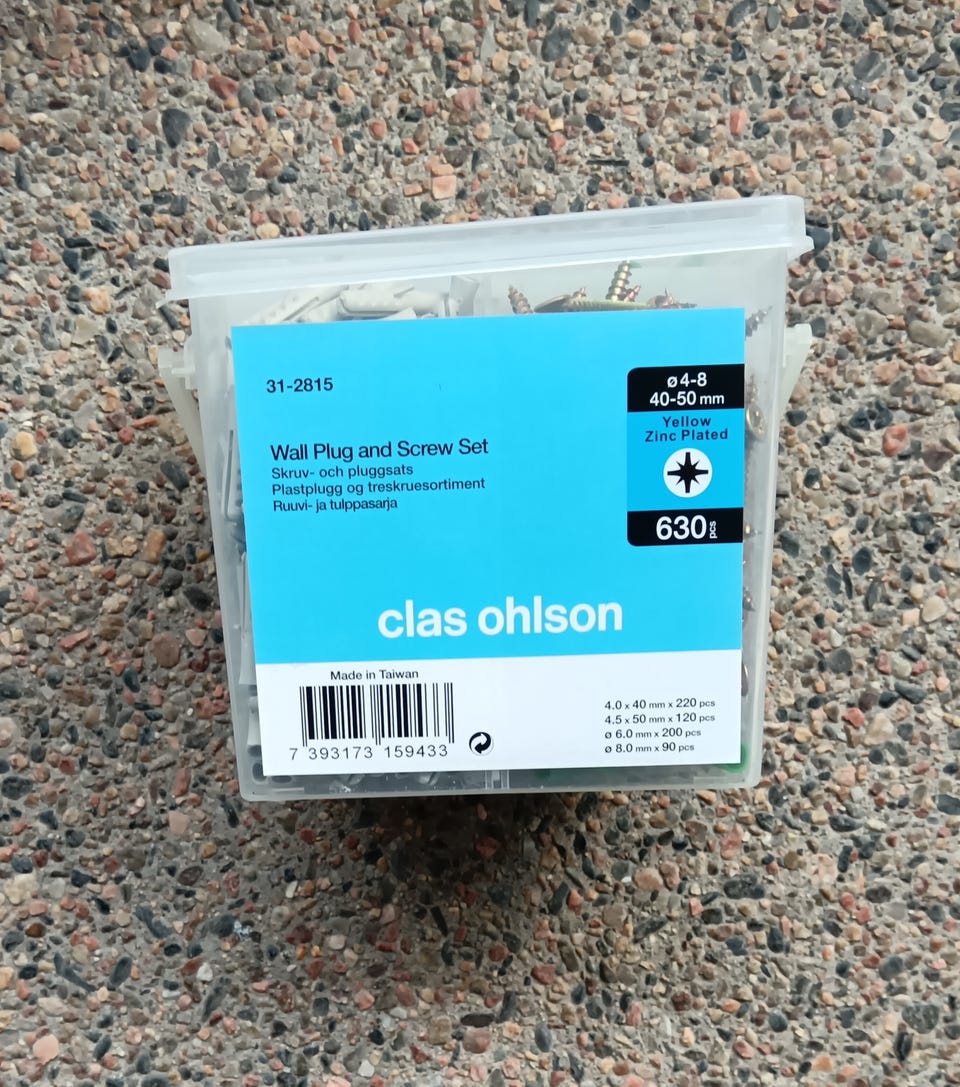 31-2815
ø4-8
40-50 mm
Yellow
Zinc Plated
630 pcs
Wall Plug and Screw Set
Skruv- och pluggsats
Plastplugg og treskruesortiment
Ruuvi- ja tulppasarja
clas ohlson
Made in Taiwan
7 393173 159433
4.0 x 40 mm x 220 pcs
4.5 x 50 mm x 120 pcs
ø 6.0 mm x 200 pcs
ø 8.0 mm x 90 pcs